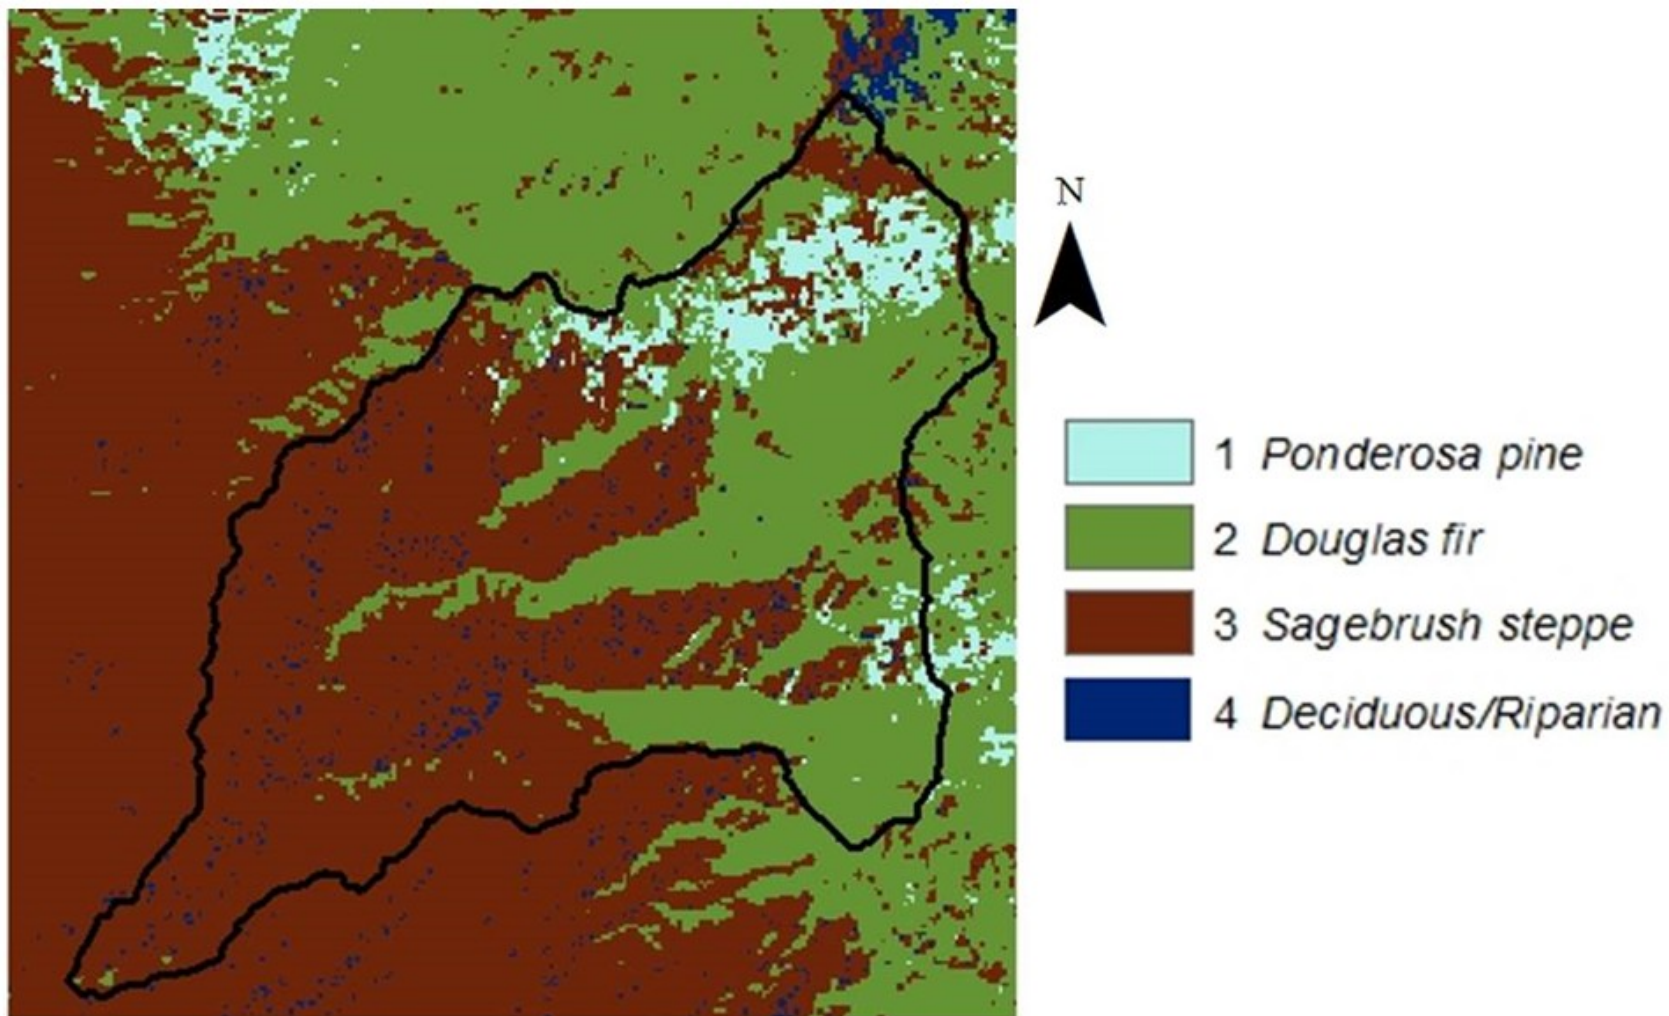 N
1 Ponderosa pine
2 Douglas fir
3 Sagebrush steppe
4 Deciduous/Riparian